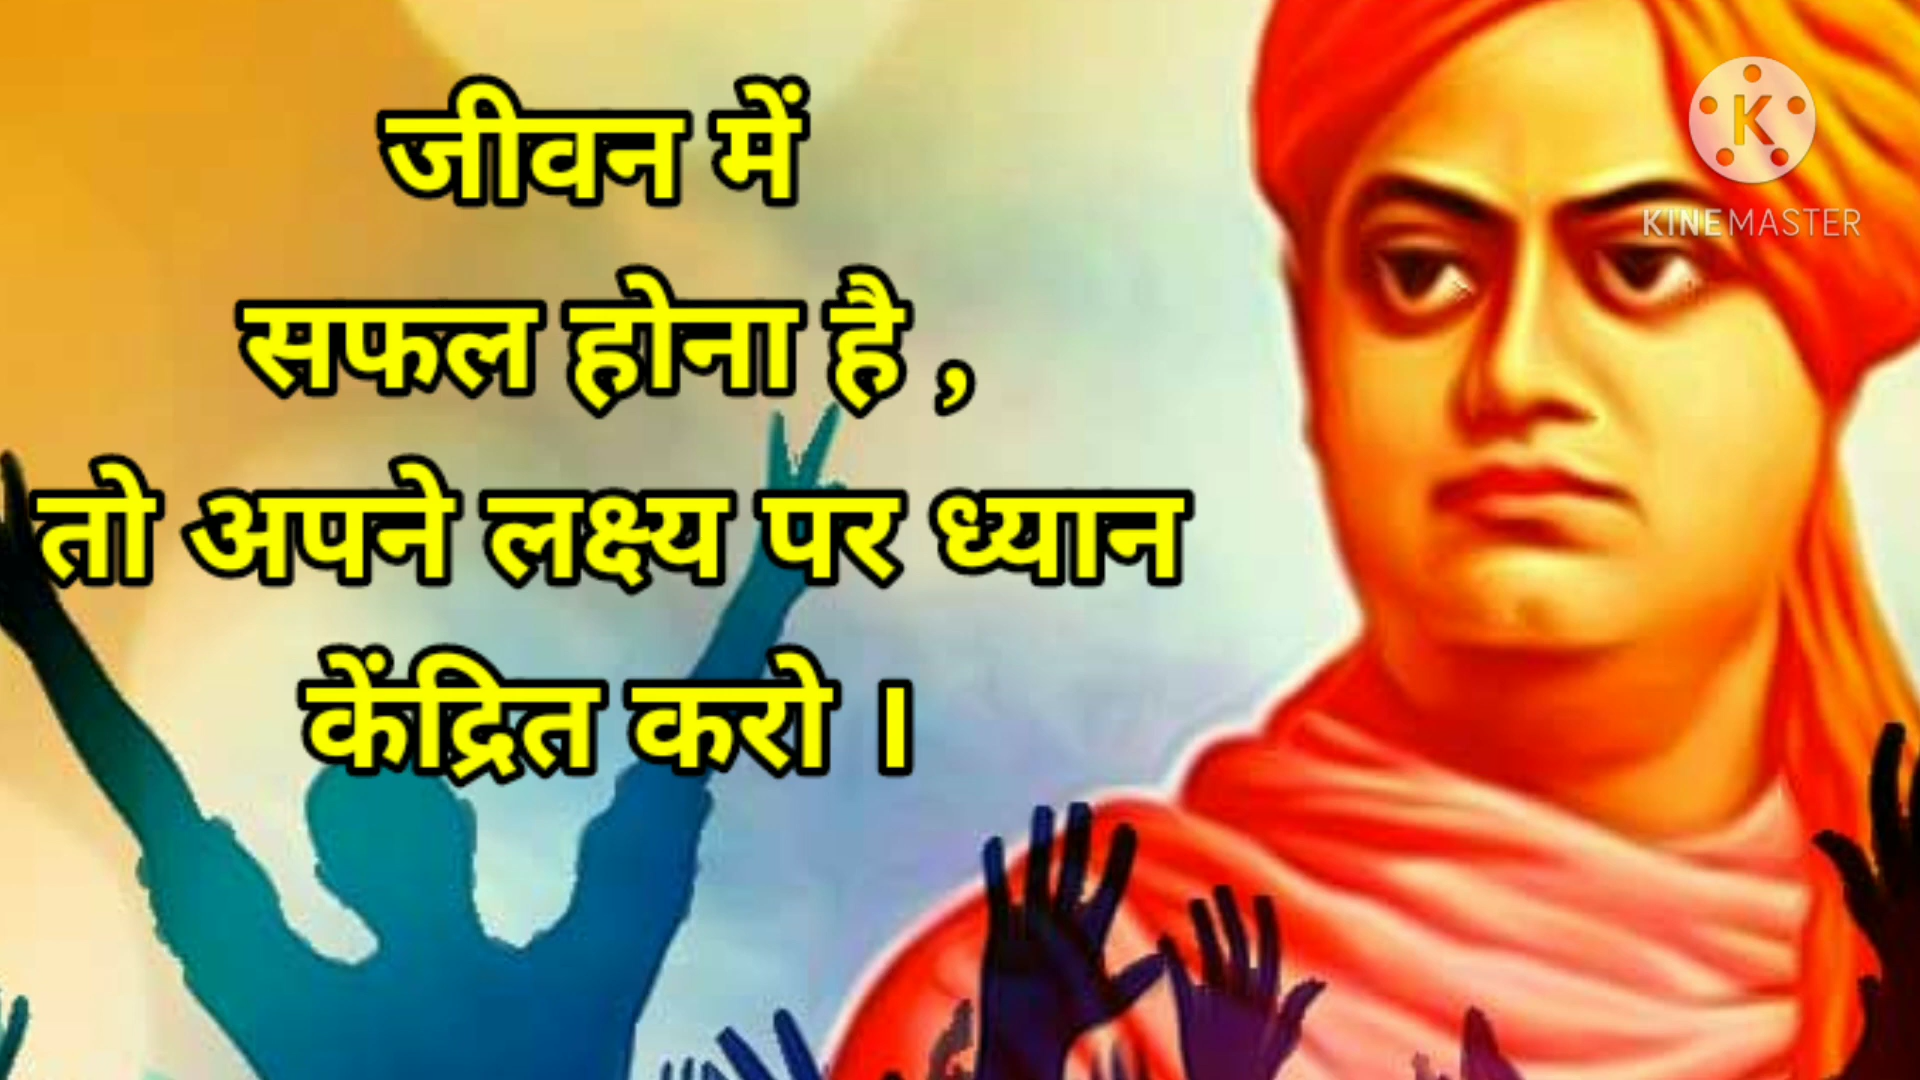 जीवन में
सफल होना है ,
तो अपने लक्ष्य पर ध्यान
केंद्रित करो ।
K
KINEMASTER